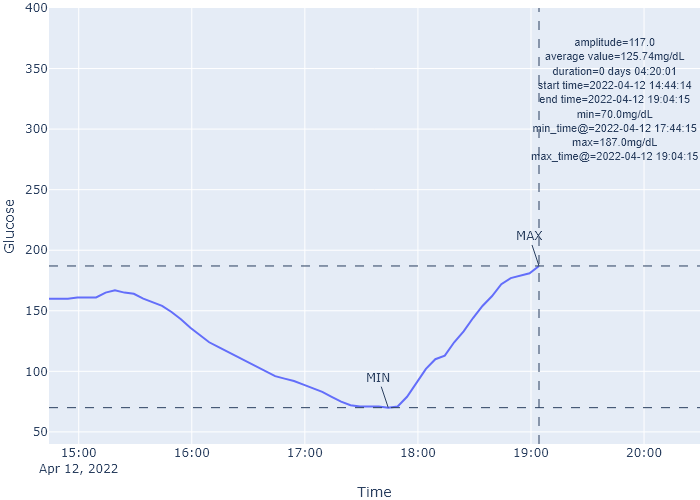 400
350
300
250
200
150
100
50
Glucose
amplitude=117.0
average value=125.74mg/dL
duration=0 days 04:20:01
start time=2022-04-12 14:44:14
end time=2022-04-12 19:04:15
min=70.0mg/dL
min_time@=2022-04-12 17:44:15
max=187.0mg/dL
max_time@=2022-04-12 19:04:15
MAX
MIN
15:00
16:00
17:00
18:00
19:00
20:00
Apr 12, 2022
Time